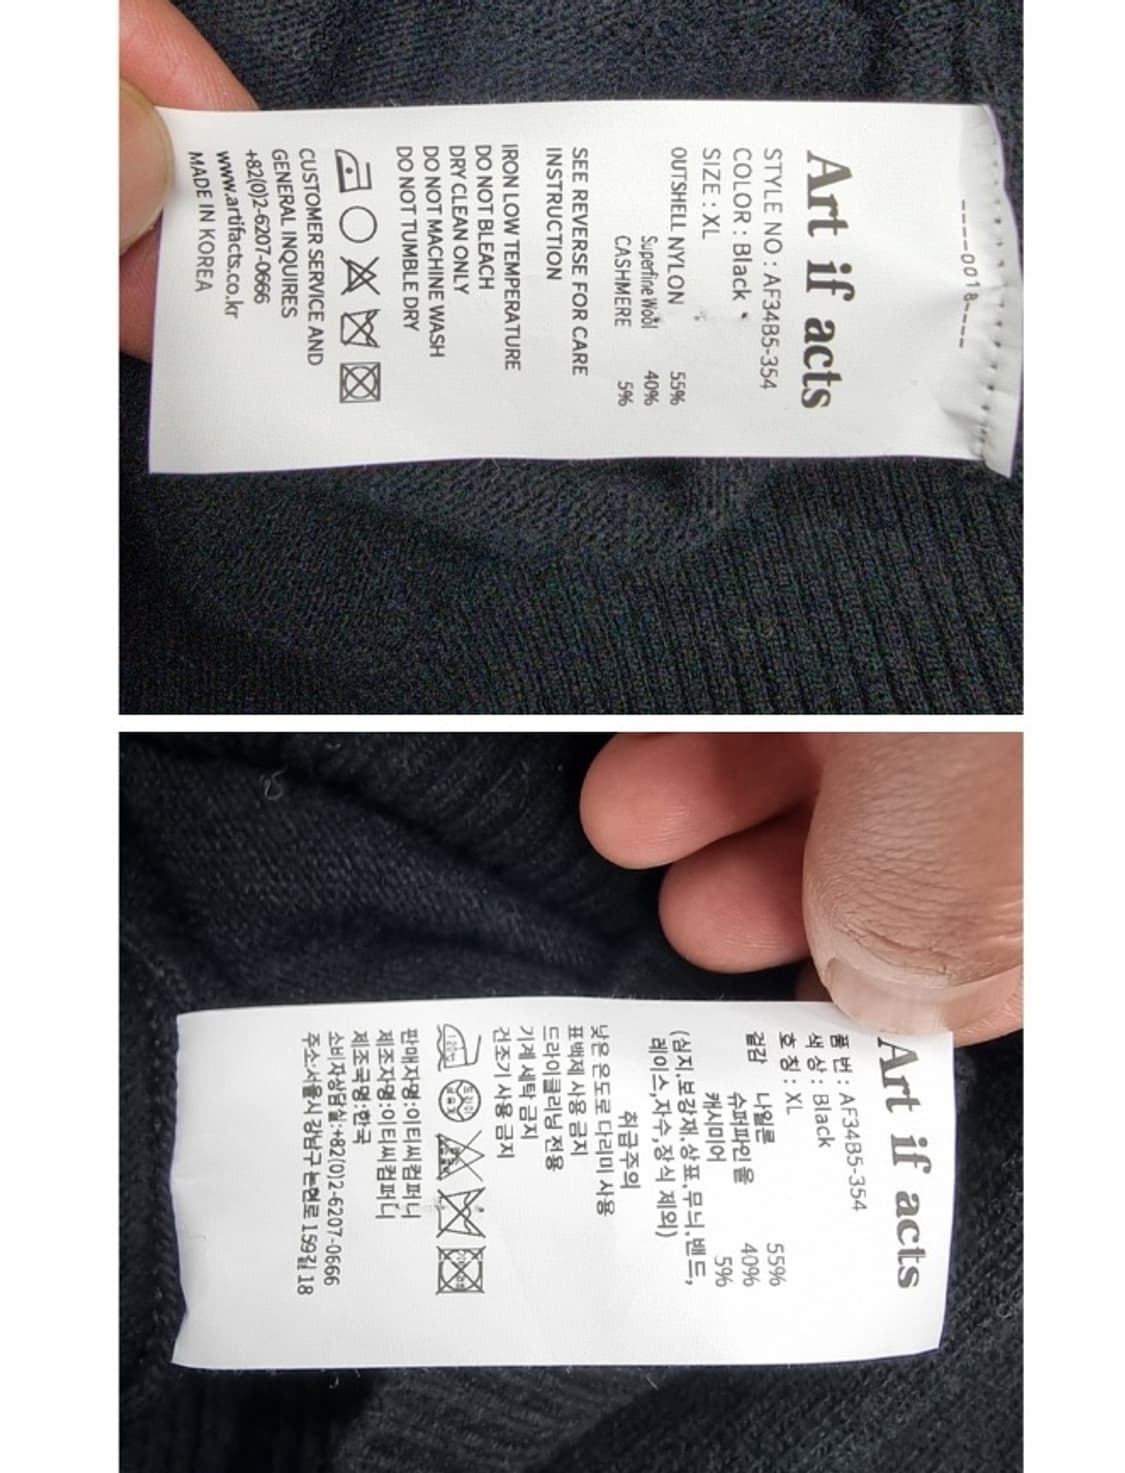 ----0018----
Art if acts
STYLE NO : AF34B5-354
COLOR : Black
SIZE : XL
OUTSHELL NYLON 55%
Superfine Wool 40%
CASHMERE 5%
SEE REVERSE FOR CARE
INSTRUCTION
IRON LOW TEMPERATURE
DO NOT BLEACH
DRY CLEAN ONLY
DO NOT MACHINE WASH
DO NOT TUMBLE DRY
CUSTOMER SERVICE AND
GENERAL INQUIRES
+82(0)2-6207-0666
www.artifacts.co.kr
MADE IN KOREA
Art if acts
품번 : AF34B5-354
색상 : Black
호칭 : XL
겉감 나일론 55%
슈퍼파인울 40%
캐시미어 5%
(심지,보강재,상표,무늬,밴드,
레이스,자수,장식 제외)
취급주의
낮은 온도로 다리미 사용
표백제 사용 금지
드라이클리닝 전용
기계 세탁 금지
건조기 사용 금지
판매자명:이티씨컴퍼니
제조자명:이티씨컴퍼니
제조국명:한국
소비자상담실:+82(0)2-6207-0666
주소:서울시 강남구 논현로 159길 18